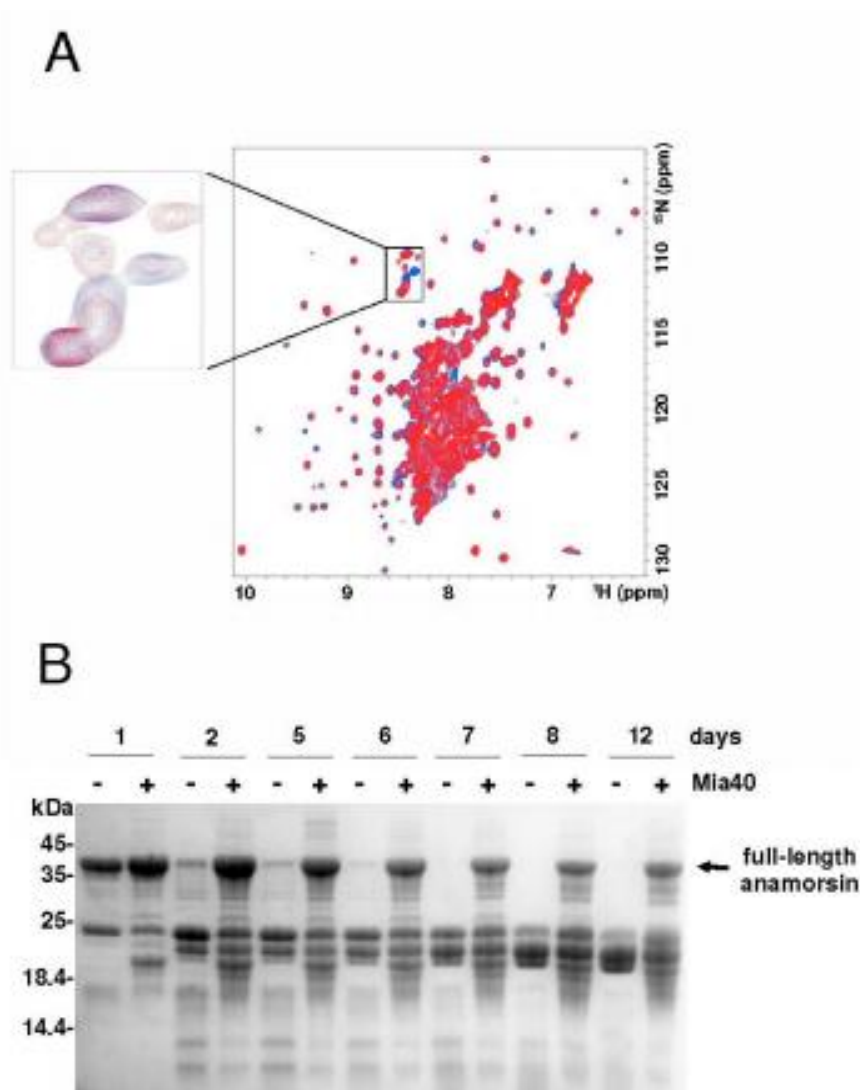 A
¹⁵N (ppm)
110
115
120
125
130
10 9 8 7 ¹H (ppm)
B
1 2 5 6 7 8 12 days
- + - + - + - + - + - + - + Mia40
kDa
45-
35-
full-length
anamorsin
25-
18.4-
14.4-